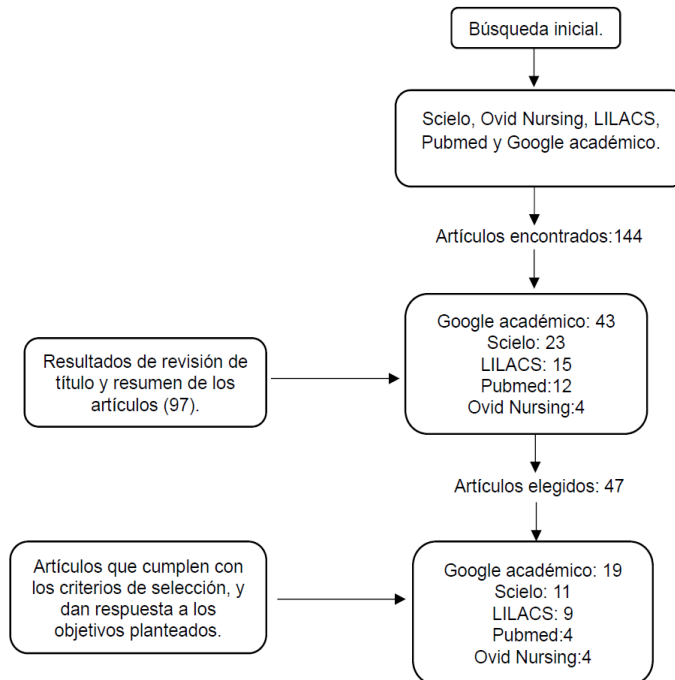 Búsqueda inicial.
Scielo, Ovid Nursing, LILACS,
Pubmed y Google académico.
Artículos encontrados:144
Resultados de revisión de
título y resumen de los
artículos (97).
Google académico: 43
Scielo: 23
LILACS: 15
Pubmed:12
Ovid Nursing:4
Artículos elegidos: 47
Artículos que cumplen con
los criterios de selección, y
dan respuesta a los
objetivos planteados.
Google académico: 19
Scielo: 11
LILACS: 9
Pubmed:4
Ovid Nursing:4